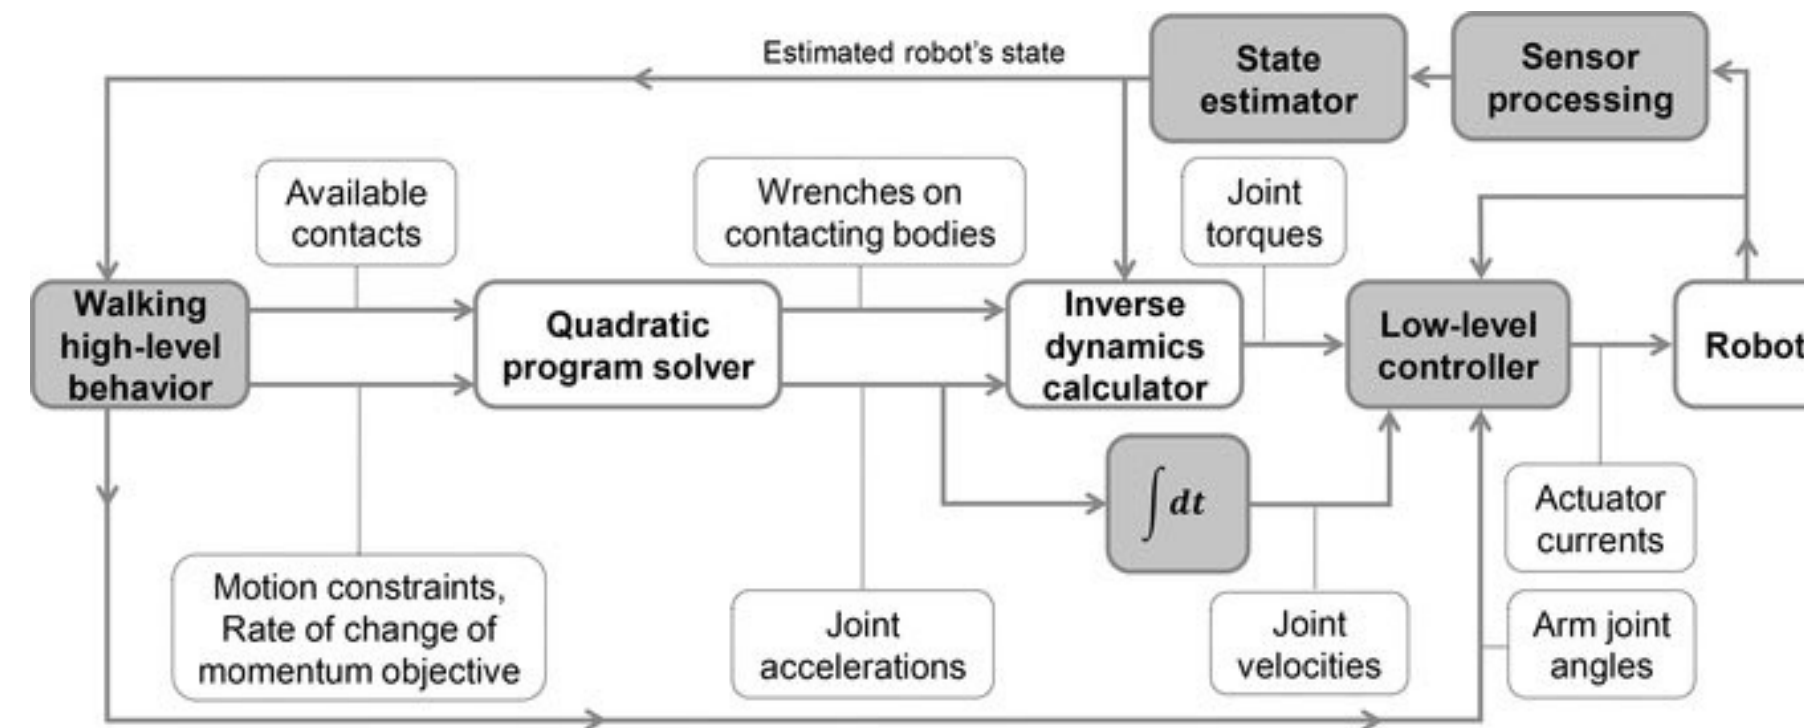 Estimated robot's state
State
estimator
Sensor
processing
Available
contacts
Wrenches on
contacting bodies
Joint
torques
Walking
high-level
behavior
Quadratic
program solver
Inverse
dynamics
calculator
Low-level
controller
Robot
∫ dt
Actuator
currents
Motion constraints,
Rate of change of
momentum objective
Joint
accelerations
Joint
velocities
Arm joint
angles